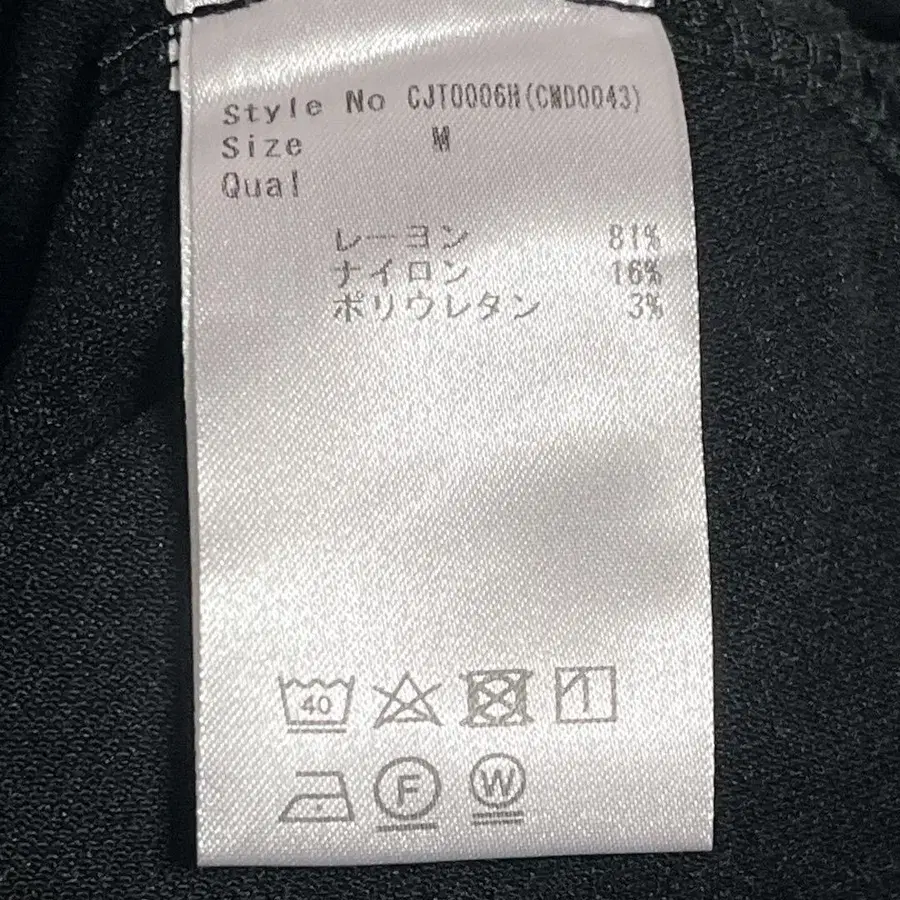 Style No CJT0006H(CMD0043)
Size M
Qual
レーヨン 81%
ナイロン 16%
ポリウレタン 3%
40
F W